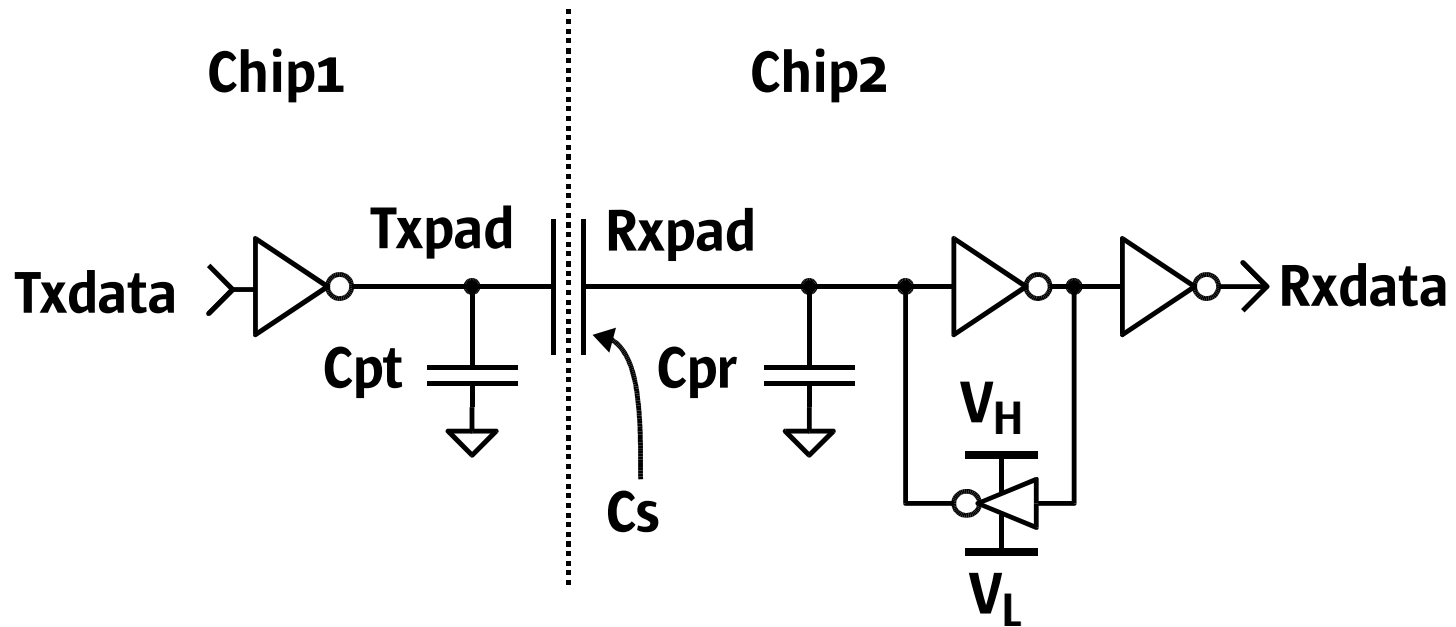 Chip1
Chip2
Txpad
Rxpad
Txdata
Rxdata
Cpt
Cpr
VH
Cs
VL